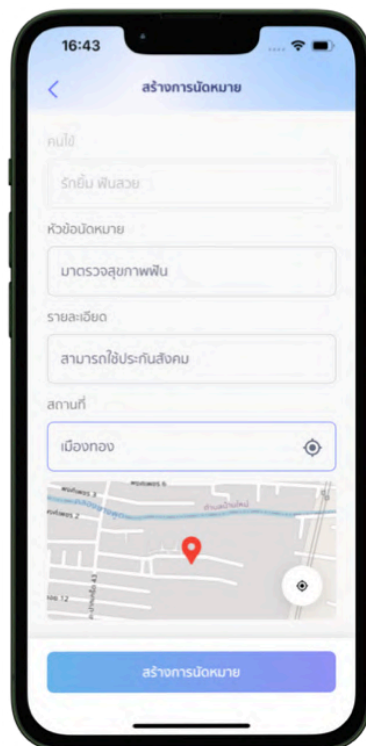 16:43
สร้างการนัดหมาย
คนไข้
รักยิ้ม ฟันสวย
หัวข้อนัดหมาย
มาตรวจสุขภาพฟัน
รายละเอียด
สามารถใช้ประกันสังคม
สถานที่
เมืองทอง
สร้างการนัดหมาย